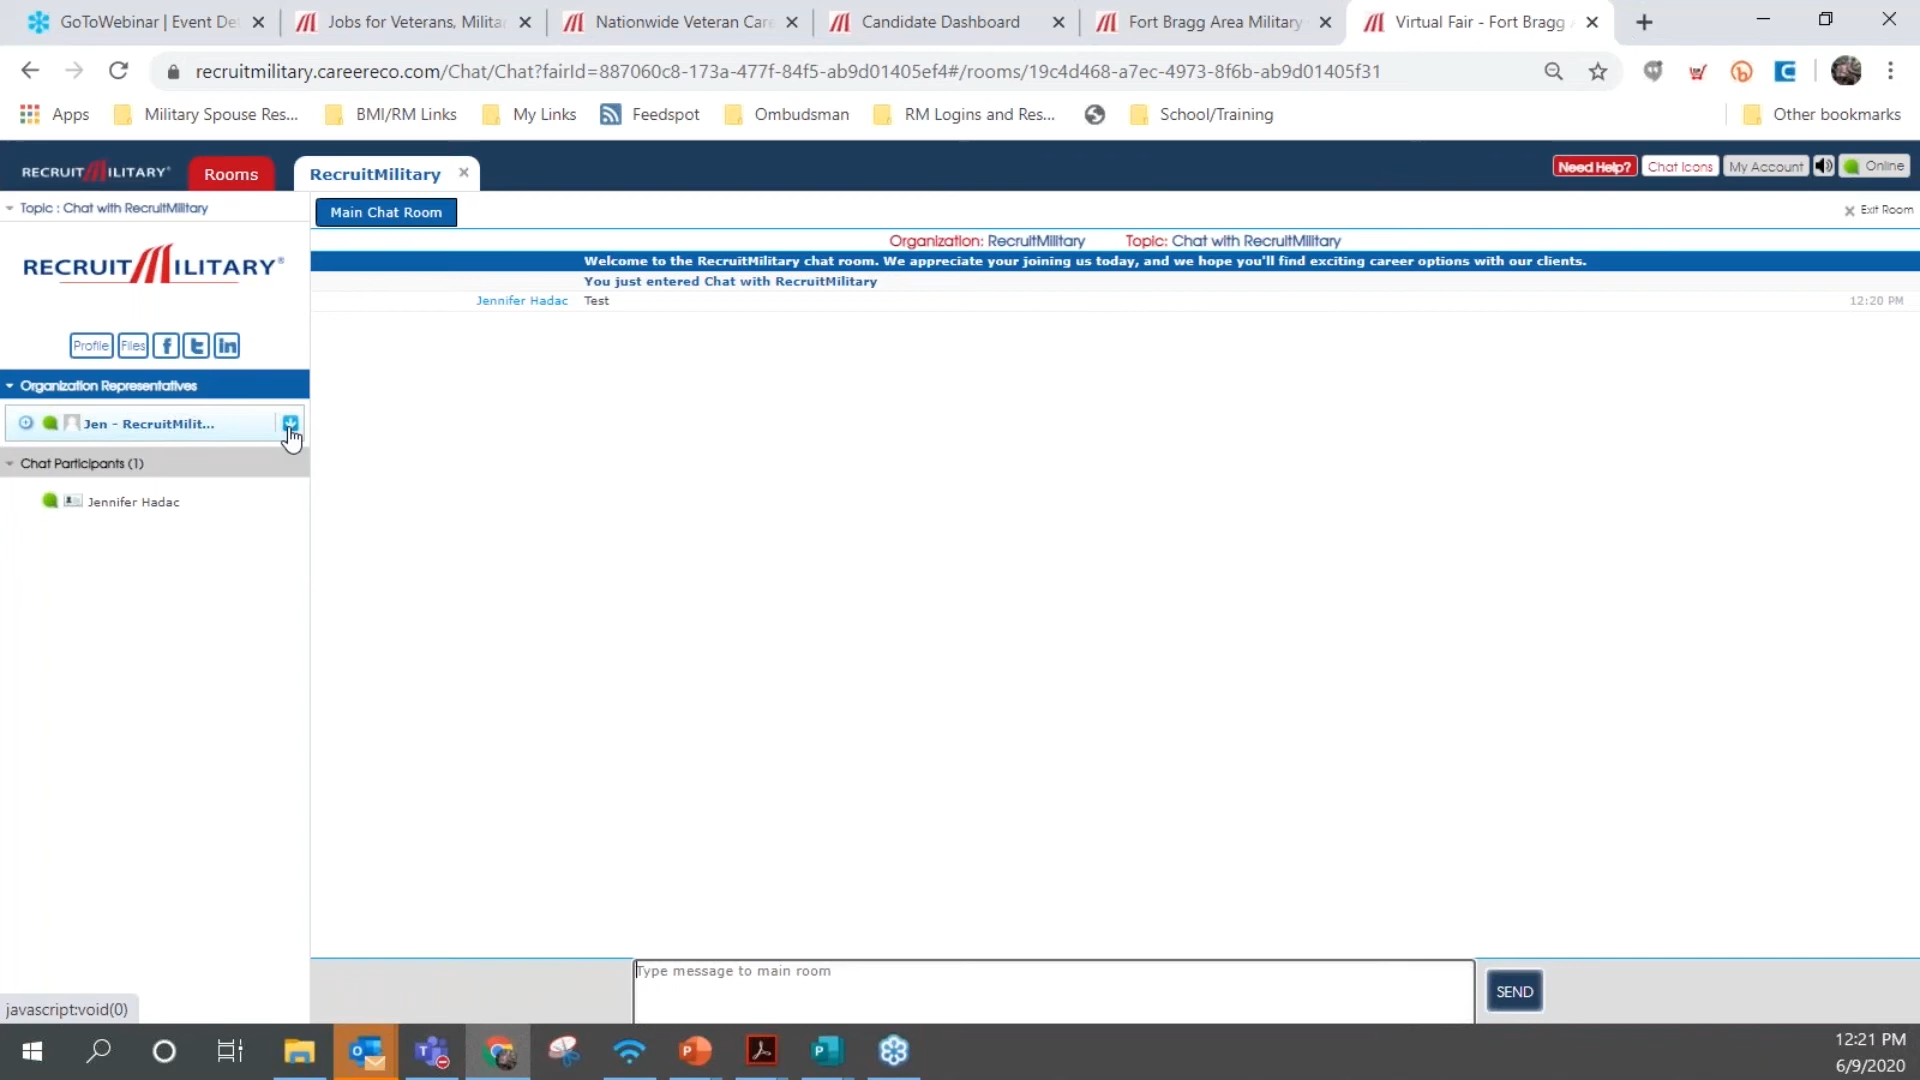 GoToWebinar | Event De
Jobs for Veterans, Milita
Nationwide Veteran Car
Candidate Dashboard
Fort Bragg Area Military
Virtual Fair - Fort Bragg
recruitmilitary.careereco.com/Chat/Chat?fairId=887060c8-173a-477f-84f5-ab9d01405ef4#/rooms/19c4d468-a7ec-4973-8f6b-ab9d01405f31
Apps
Military Spouse Res...
BMI/RM Links
My Links
Feedspot
Ombudsman
RM Logins and Res...
School/Training
Other bookmarks
RECRUITMILITARY
Rooms
RecruitMilitary
Need Help?
Chat Icons
My Account
Online
Topic : Chat with RecruitMilitary
Main Chat Room
Exit Room
Organization: RecruitMilitary Topic: Chat with RecruitMilitary
Welcome to the RecruitMilitary chat room. We appreciate your joining us today, and we hope you'll find exciting career options with our clients.
You just entered Chat with RecruitMilitary
Jennifer Hadac Test 12:20 PM
RECRUITMILITARY®
Profile
Files
Organization Representatives
Jen - RecruitMilit...
Chat Participants (1)
Jennifer Hadac
Type message to main room
SEND
javascript:void(0)
12:21 PM
6/9/2020